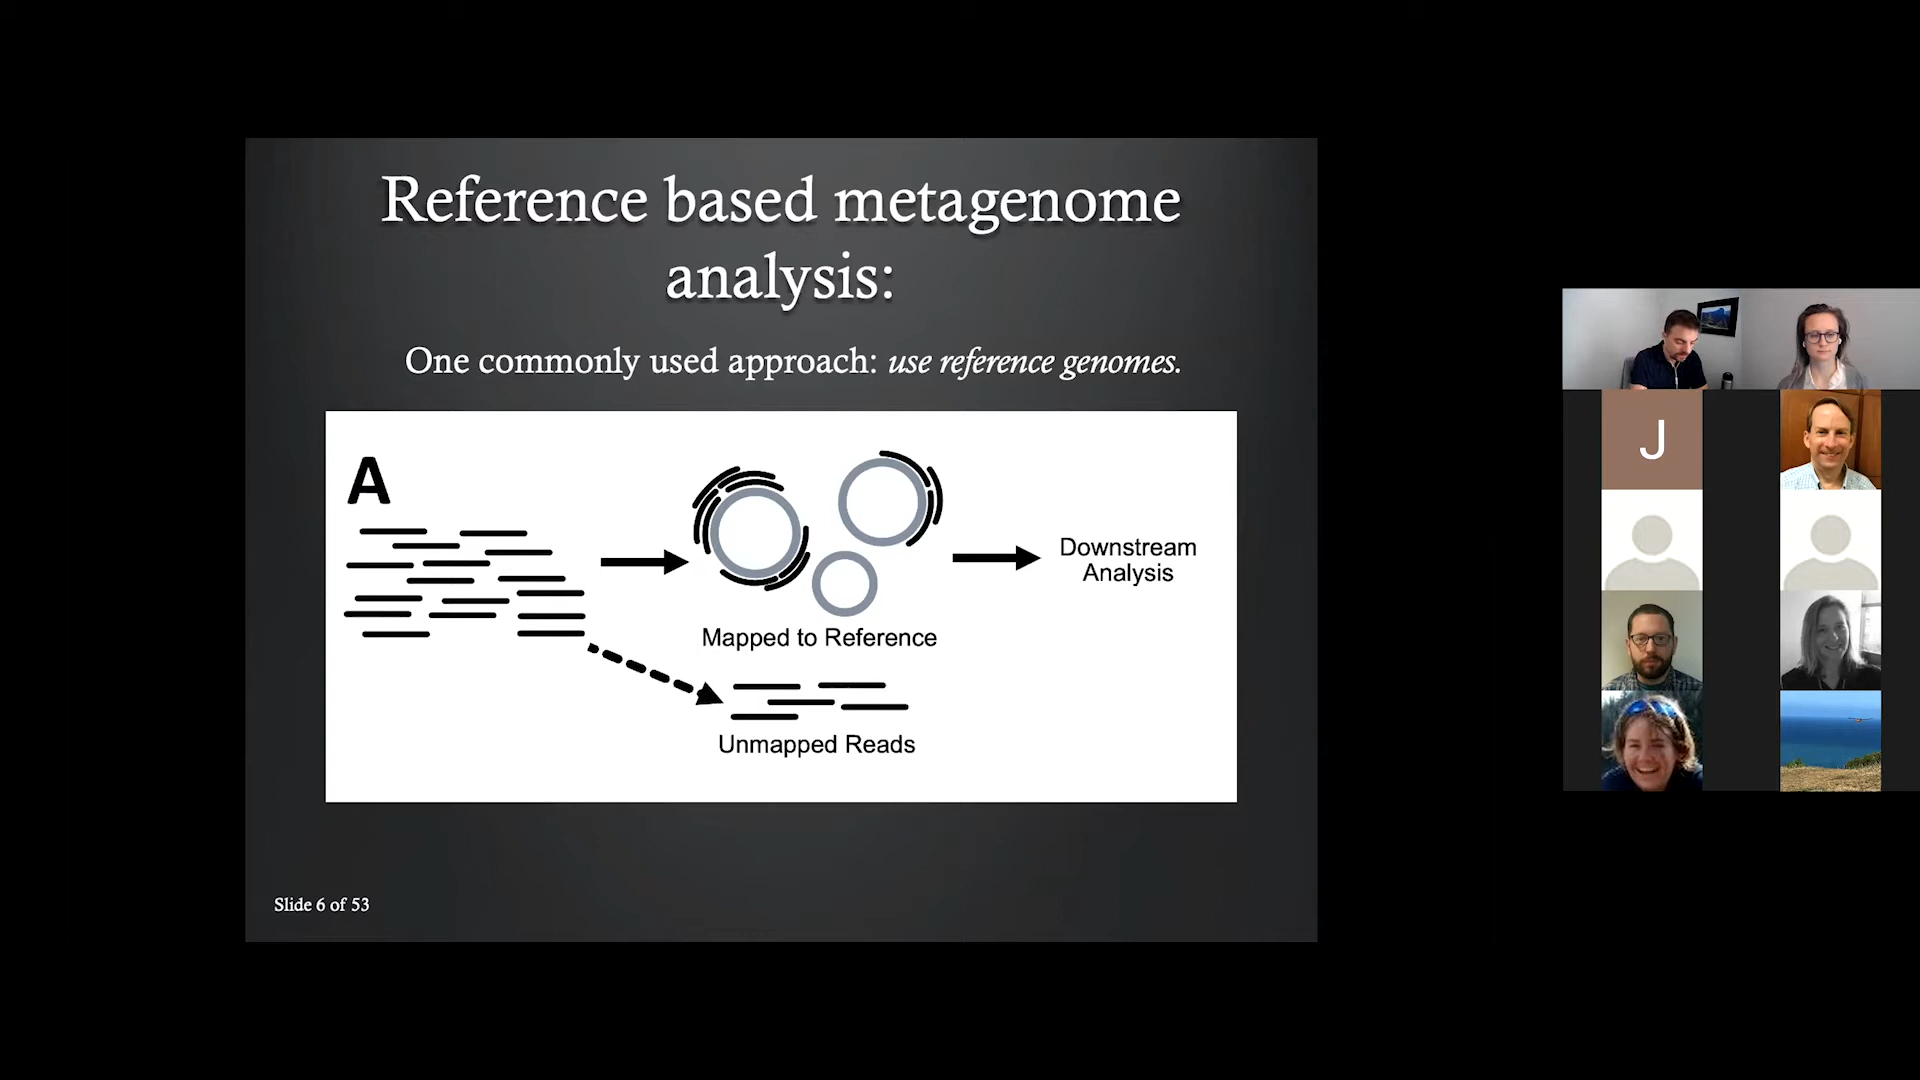 Reference based metagenome
analysis:
One commonly used approach: use reference genomes.
A
Downstream
Analysis
Mapped to Reference
Unmapped Reads
Slide 6 of 53
J